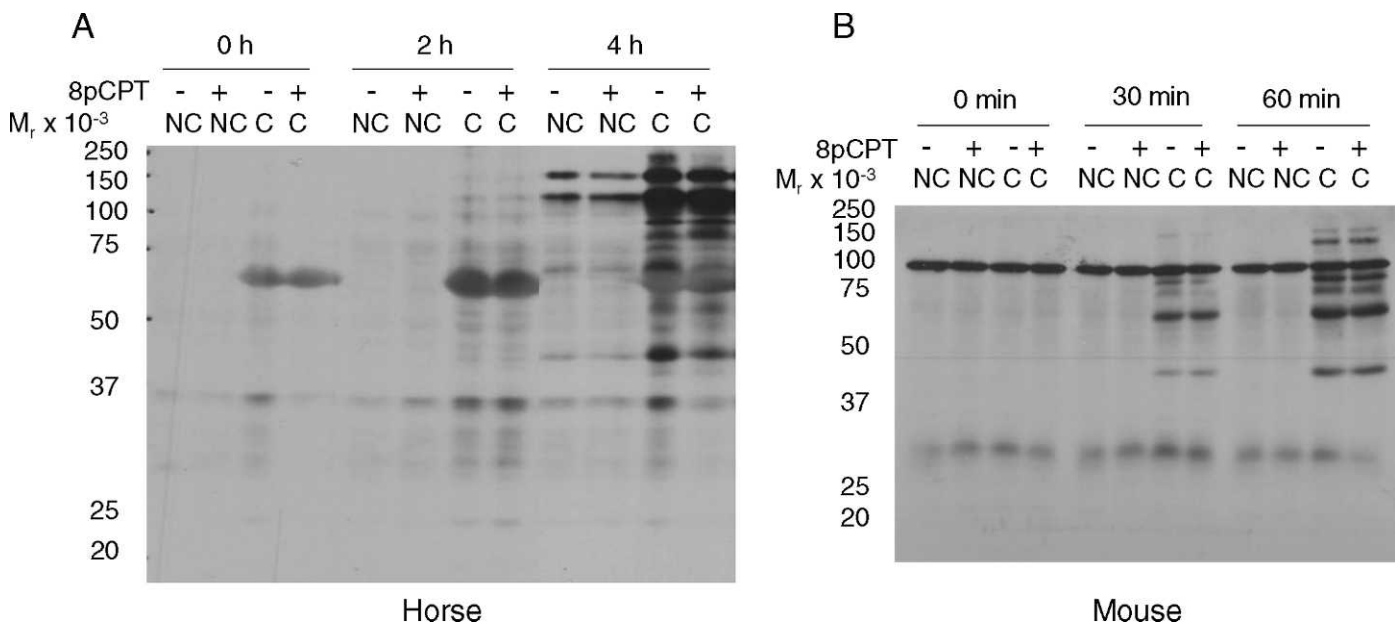 A
0 h 2 h 4 h
8pCPT - + - + - + - + - + - +
Mr x 10-3 NC NC C C NC NC C C NC NC C C
250
150
100
75
50
37
25
20
Horse
B
0 min 30 min 60 min
8pCPT - + - + - + - + - + - +
Mr x 10-3 NC NC C C NC NC C C NC NC C C
250
150
100
75
50
37
25
20
Mouse